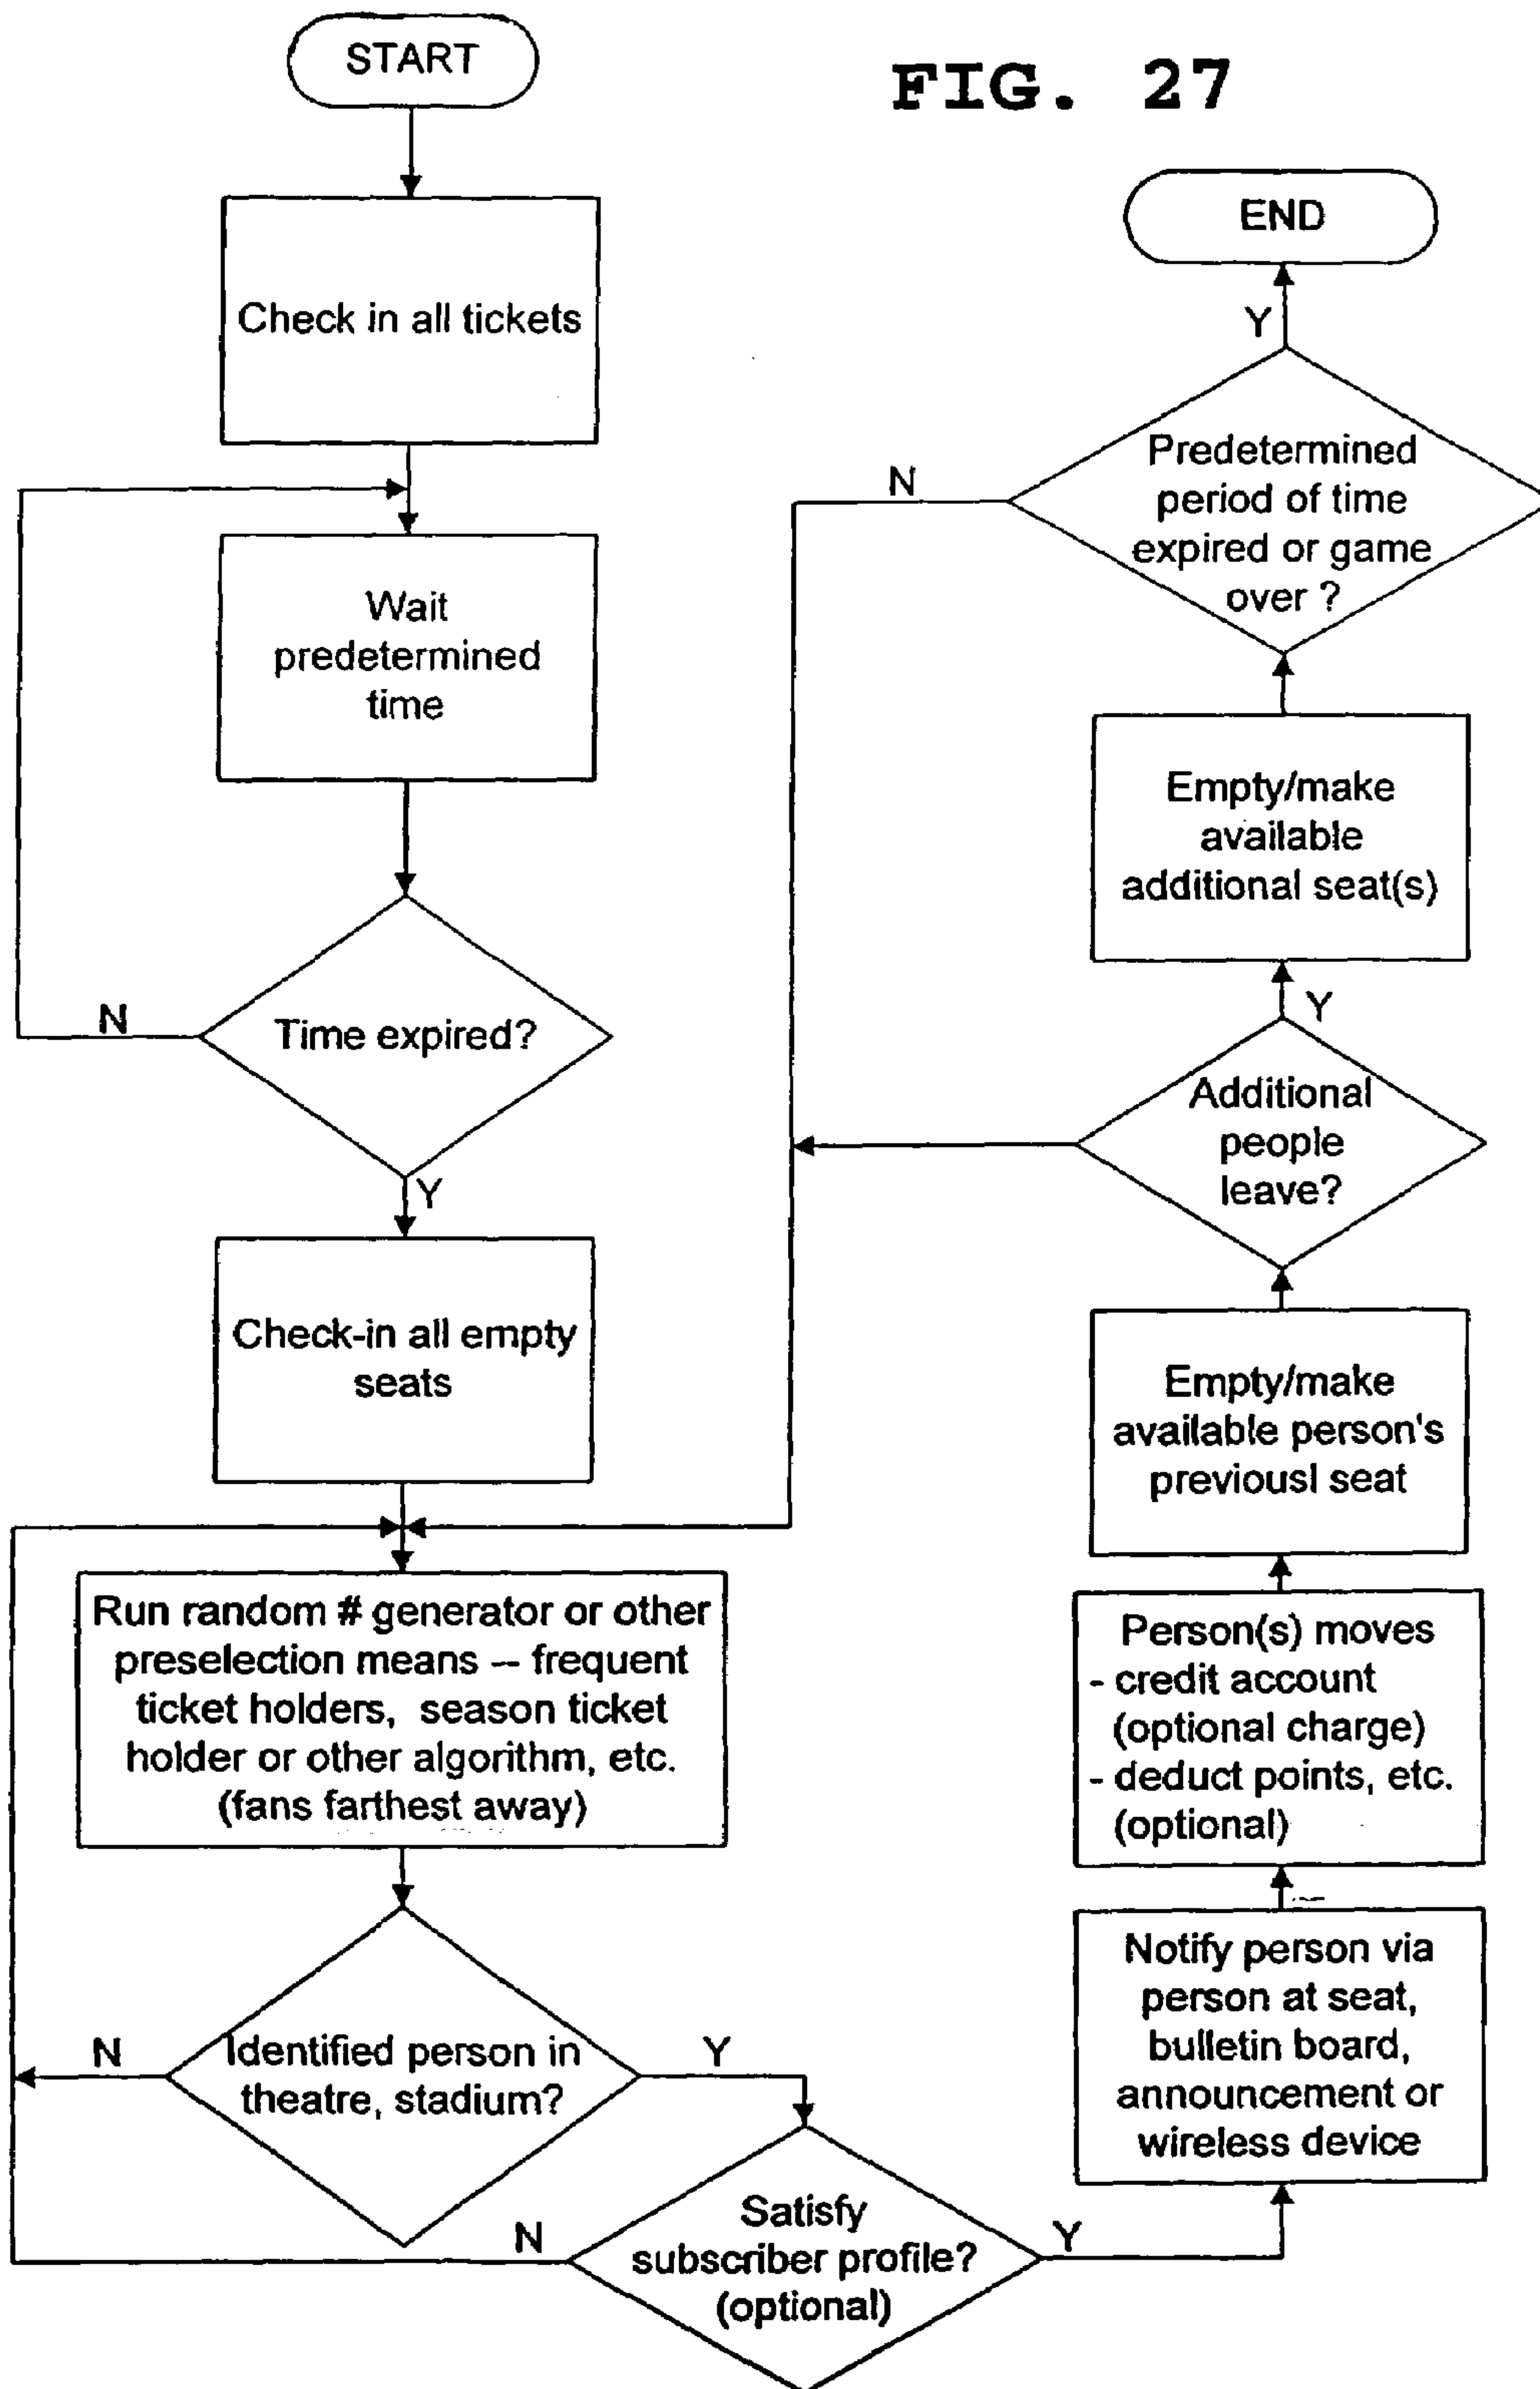 START
FIG. 27
Check in all tickets
Wait
predetermined
time
Time expired?
N
Y
Check-in all empty
seats
Run random # generator or other
preselection means -- frequent
ticket holders, season ticket
holder or other algorithm, etc.
(fans farthest away)
Identified person in
theatre, stadium?
N
Y
Satisfy
subscriber profile?
(optional)
N
Y
Notify person via
person at seat,
bulletin board,
announcement or
wireless device
Person(s) moves
- credit account
(optional charge)
- deduct points, etc.
(optional)
Empty/make
available person's
previousl seat
Additional
people
leave?
Y
Empty/make
available
additional seat(s)
Predetermined
period of time
expired or game
over ?
N
Y
END